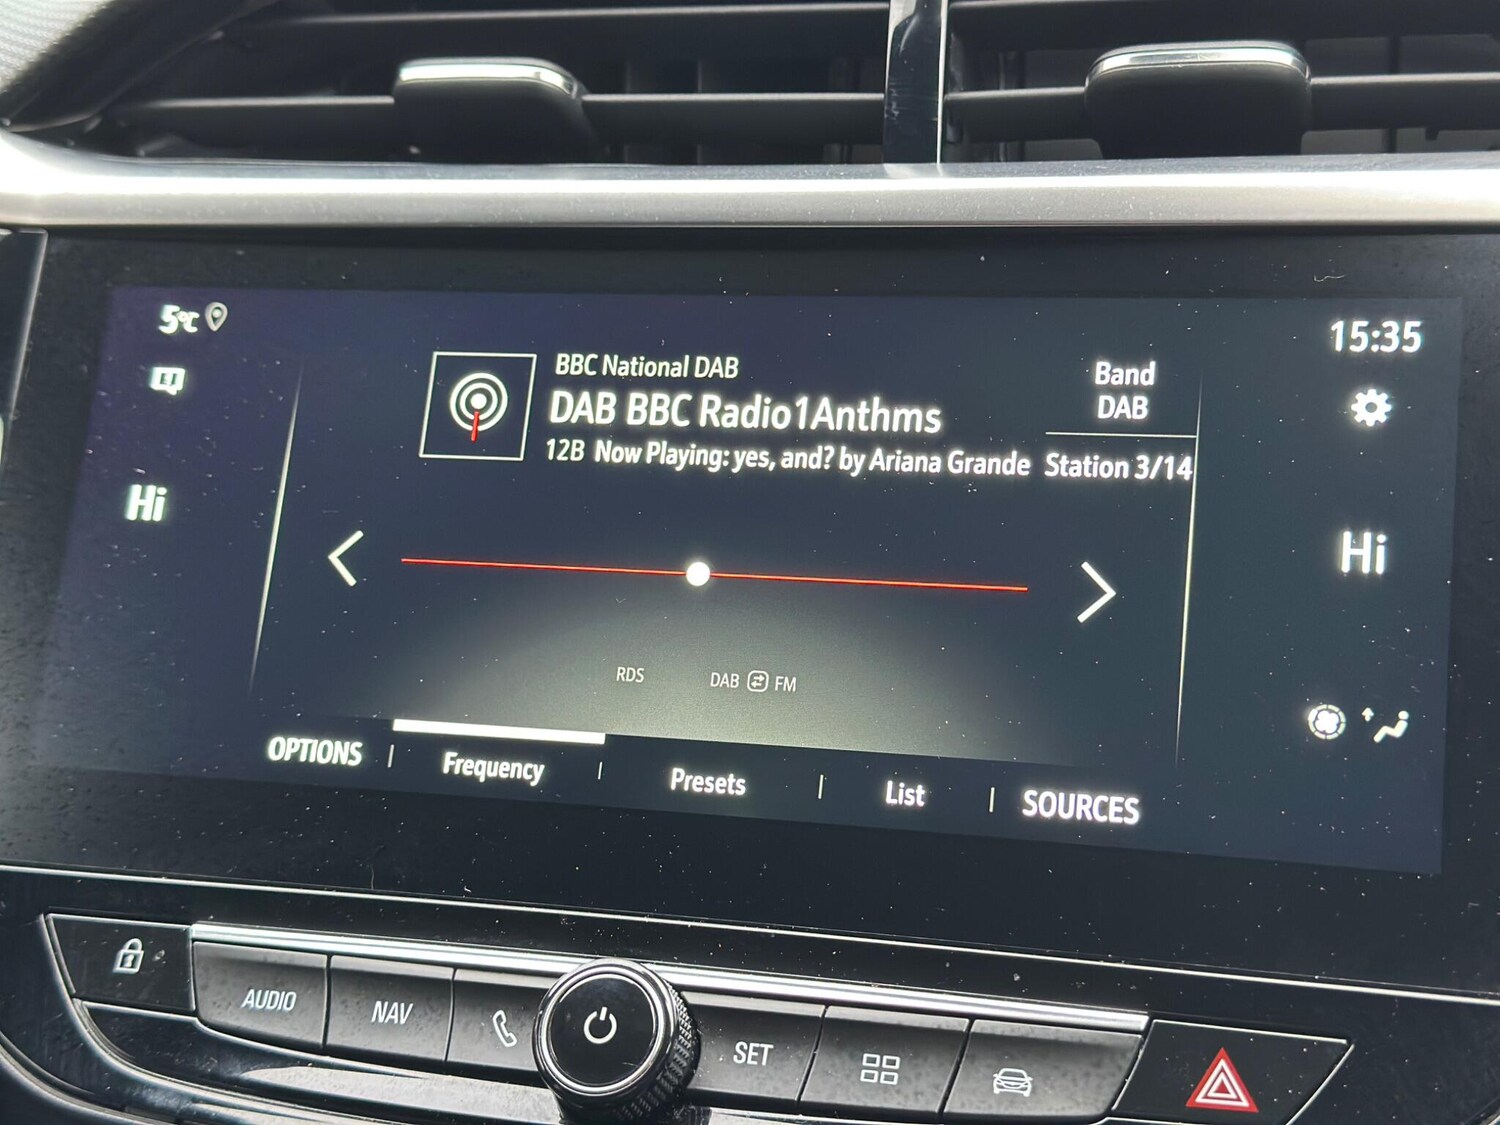 5°C
15:35
BBC National DAB
DAB BBC Radio1Anthms
12B Now Playing: yes, and? by Ariana Grande
Band
DAB
Station 3/14
Hi
Hi
RDS
DAB FM
OPTIONS | Frequency | Presets | List | SOURCES
AUDIO
NAV
SET